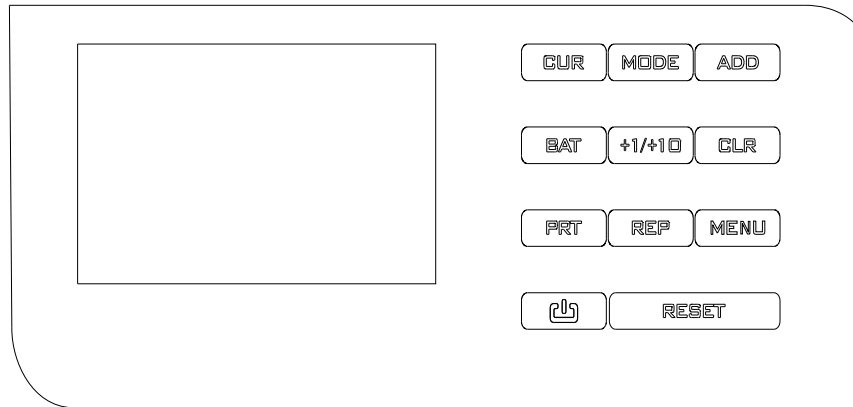 CUR MODE ADD
BAT +1/+10 CLR
PRT REP MENU
RESET